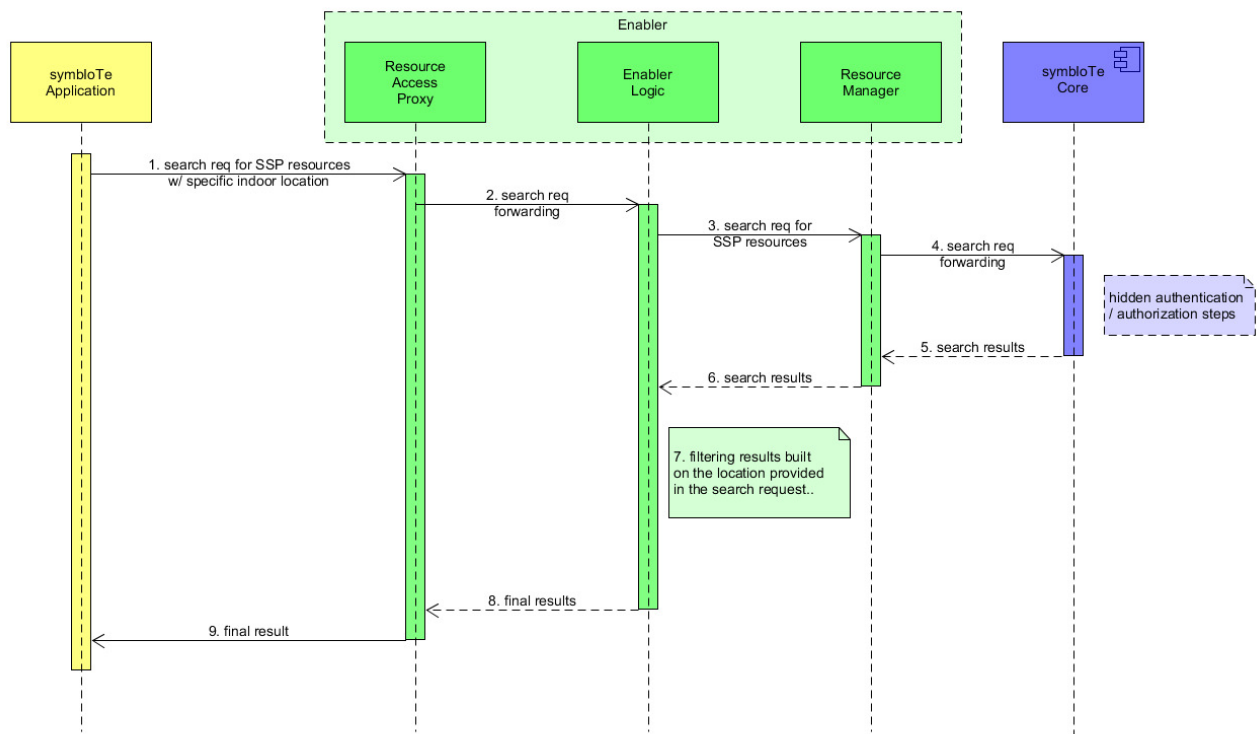 Enabler
symbIoTe
Application
Resource
Access
Proxy
Enabler
Logic
Resource
Manager
symbIoTe
Core
1. search req for SSP resources
w/ specific indoor location
2. search req
forwarding
3. search req for
SSP resources
4. search req
forwarding
hidden authentication
/ authorization steps
5. search results
6. search results
7. filtering results built
on the location provided
in the search request..
8. final results
9. final result